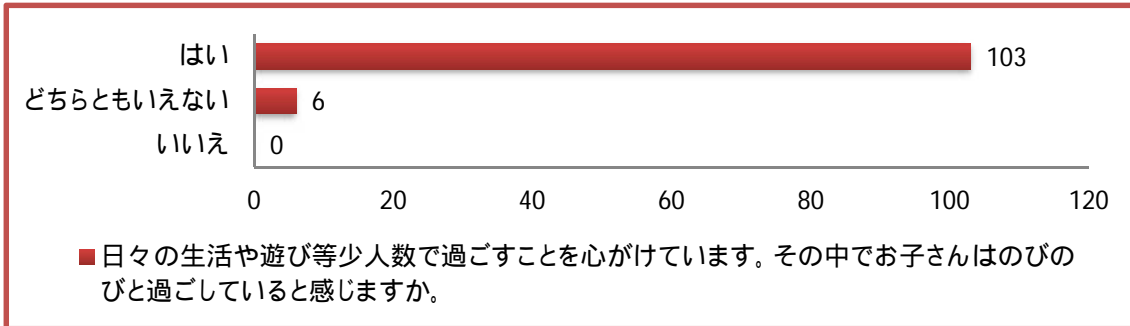 はい 103
どちらともいえない 6
いいえ 0
0 20 40 60 80 100 120
日々の生活や遊び等少人数で過ごすことを心がけています。その中でお子さんはのびの
びと過ごしていると感じますか。